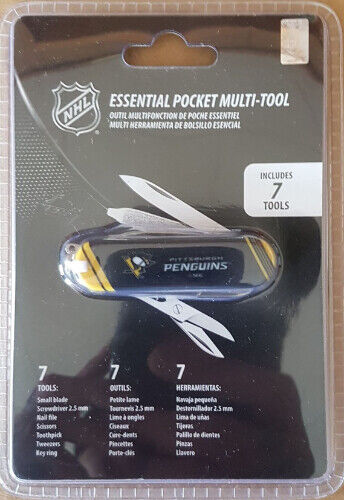 NHL
ESSENTIAL POCKET MULTI-TOOL
OUTIL MULTIFONCTION DE POCHE ESSENTIEL
MULTI HERRAMIENTA DE BOLSILLO ESENCIAL
INCLUDES
7
TOOLS
PITTSBURGH
PENGUINS
7
TOOLS:
Small blade
Screwdriver 2.5 mm
Nail file
Scissors
Toothpick
Tweezers
Key ring
7
OUTILS:
Petite lame
Tournevis 2.5 mm
Lime à ongles
Ciseaux
Cure-dents
Pincettes
Porte-clés
7
HERRAMIENTAS:
Navaja pequeña
Destornillador 2.5 mm
Lima de uñas
Tijeras
Palillo de dientes
Pinzas
Llavero